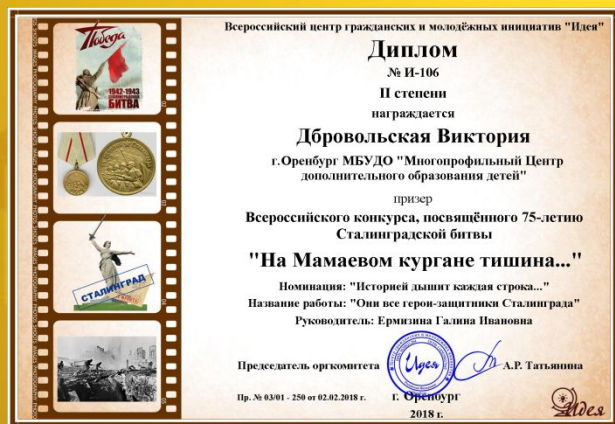 Всероссийский центр гражданских и молодёжных инициатив "Идея"
Диплом
№ И-106
II степени
награждается
Дбровольская Виктория
г.Оренбург МБУДО "Многопрофильный Центр
дополнительного образования детей"
призер
Всероссийского конкурса, посвящённого 75-летию
Сталинградской битвы
"На Мамаевом кургане тишина..."
Номинация: "Историей дышит каждая строка..."
Название работы: "Они все герои-защитники Сталинграда"
Руководитель: Ермизина Галина Ивановна
Председатель оргкомитета
Идея
А.Р. Татьянина
Пр. № 03/01 - 250 от 02.02.2018 г.
г. Оренбург
2018 г.
Идея
Победа
1942-1943
СТАЛИНГРАДСКАЯ
БИТВА
СТАЛИНГРАД